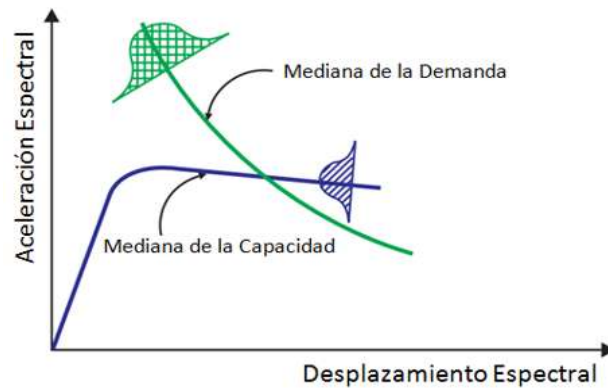 Aceleración Espectral
Mediana de la Demanda
Mediana de la Capacidad
Desplazamiento Espectral